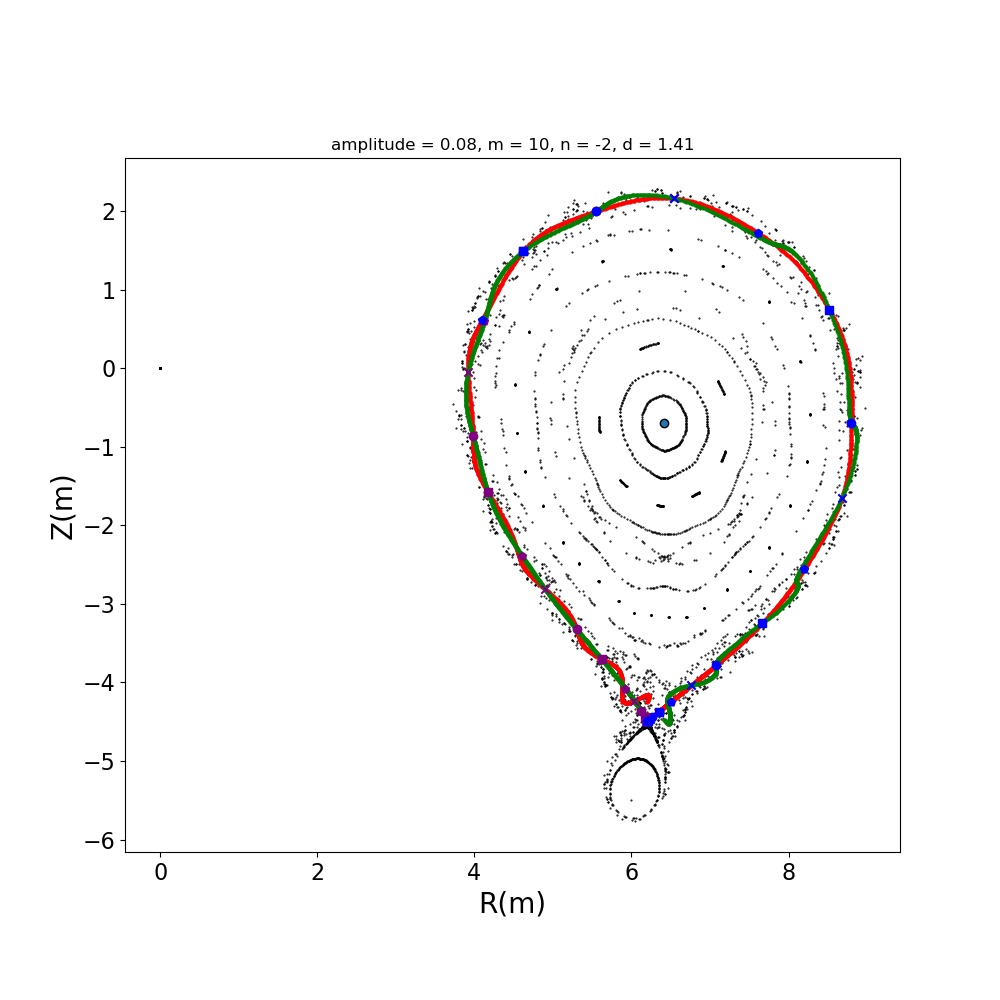 amplitude = 0.08, m = 10, n = -2, d = 1.41
2
1
0
−1
−2
−3
−4
−5
−6
Z(m)
0 2 4 6 8
R(m)